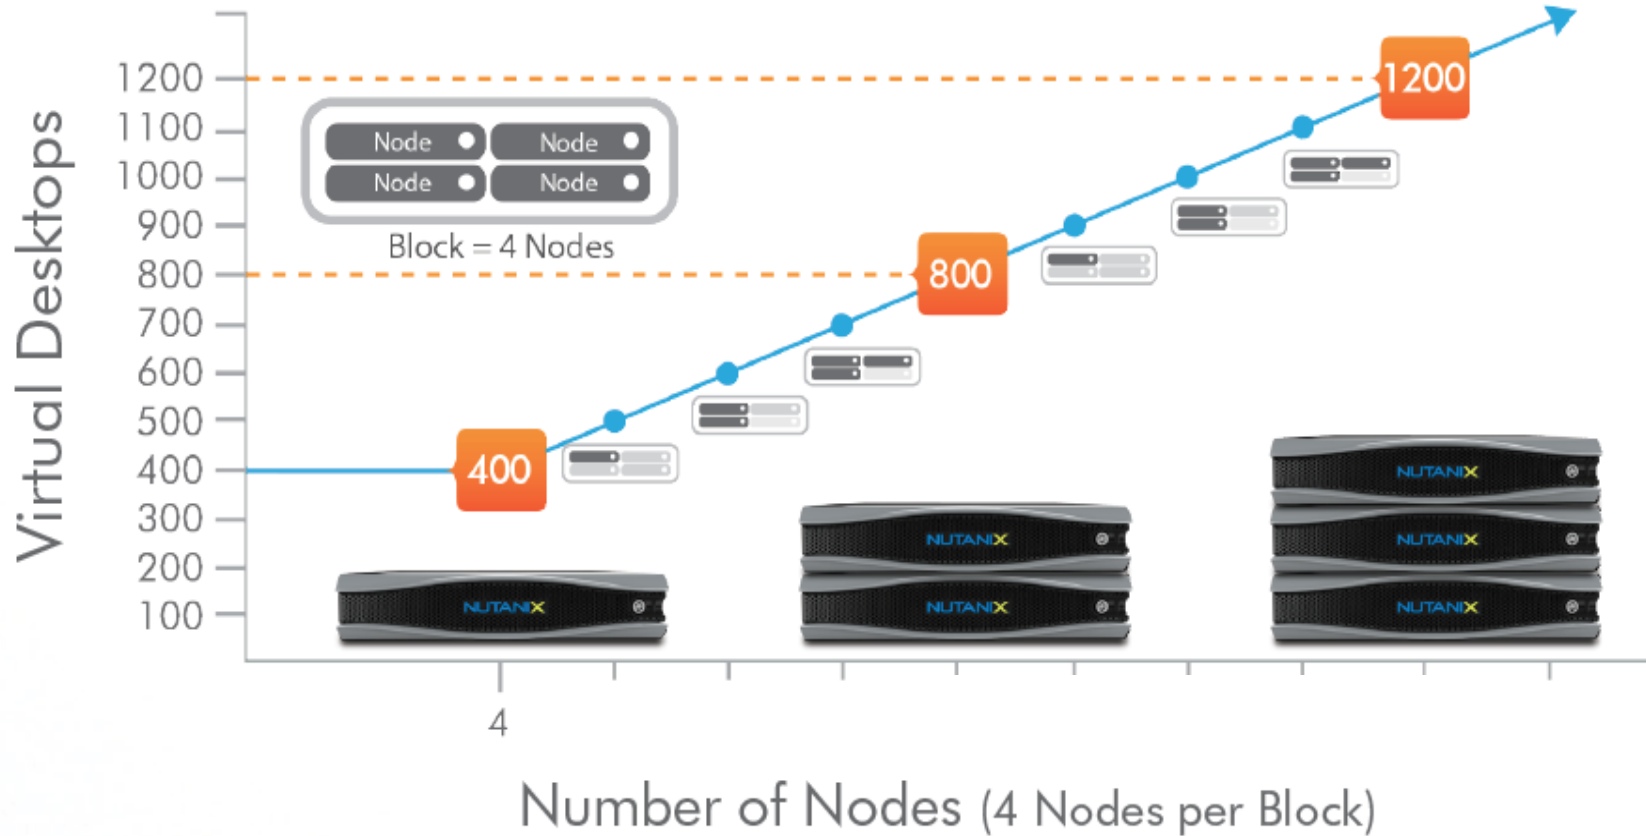 Virtual Desktops
1200
1100
1000
900
800
700
600
500
400
300
200
100
Node Node
Node Node
Block = 4 Nodes
400
800
1200
NUTANIX
NUTANIX
NUTANIX
NUTANIX
NUTANIX
NUTANIX
4
Number of Nodes (4 Nodes per Block)